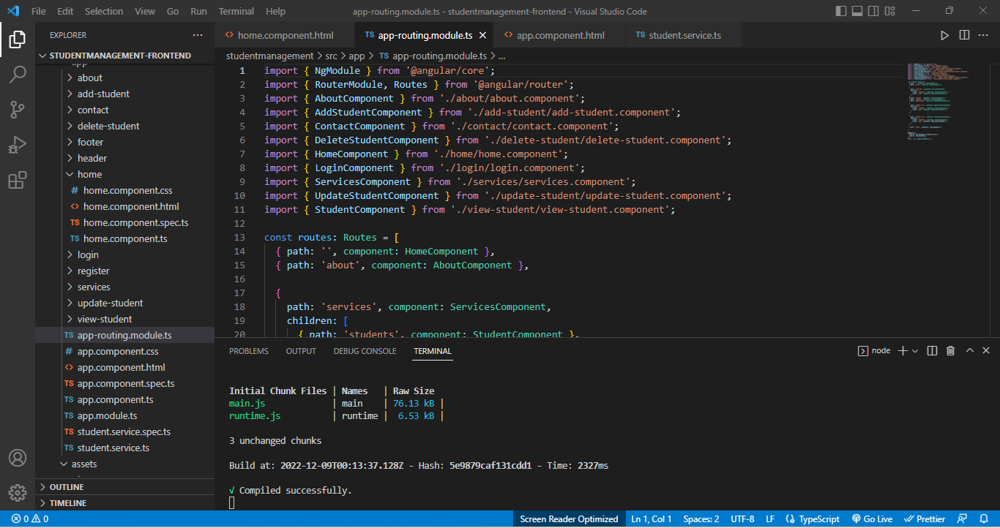 File Edit Selection View Go Run Terminal Help
app-routing.module.ts - studentmanagement-frontend - Visual Studio Code
EXPLORER
STUDENTMANAGEMENT-FRONTEND
app
about
add-student
contact
delete-student
footer
header
home
# home.component.css
<> home.component.html
TS home.component.spec.ts
TS home.component.ts
login
register
services
update-student
view-student
TS app-routing.module.ts
# app.component.css
<> app.component.html
TS app.component.spec.ts
TS app.component.ts
TS app.module.ts
TS student.service.spec.ts
TS student.service.ts
assets
OUTLINE
TIMELINE
<> home.component.html
TS app-routing.module.ts
<> app.component.html
TS student.service.ts
studentmanagement > src > app > TS app-routing.module.ts > ...
1 import { NgModule } from '@angular/core';
2 import { RouterModule, Routes } from '@angular/router';
3 import { AboutComponent } from './about/about.component';
4 import { AddStudentComponent } from './add-student/add-student.component';
5 import { ContactComponent } from './contact/contact.component';
6 import { DeleteStudentComponent } from './delete-student/delete-student.component';
7 import { HomeComponent } from './home/home.component';
8 import { LoginComponent } from './login/login.component';
9 import { ServicesComponent } from './services/services.component';
10 import { UpdateStudentComponent } from './update-student/update-student.component';
11 import { StudentComponent } from './view-student/view-student.component';
12
13 const routes: Routes = [
14 { path: '', component: HomeComponent },
15 { path: 'about', component: AboutComponent },
16
17 {
18 path: 'services', component: ServicesComponent,
19 children: [
20 { path: 'students', component: StudentComponent },
PROBLEMS OUTPUT DEBUG CONSOLE TERMINAL
node
Initial Chunk Files | Names | Raw Size
main.js | main | 76.13 kB |
runtime.js | runtime | 6.53 kB |
3 unchanged chunks
Build at: 2022-12-09T00:13:37.128Z - Hash: 5e9879caf131cdd1 - Time: 2327ms
√ Compiled successfully.
0 0
Screen Reader Optimized Ln 1, Col 1 Spaces: 2 UTF-8 LF {} TypeScript Go Live Prettier